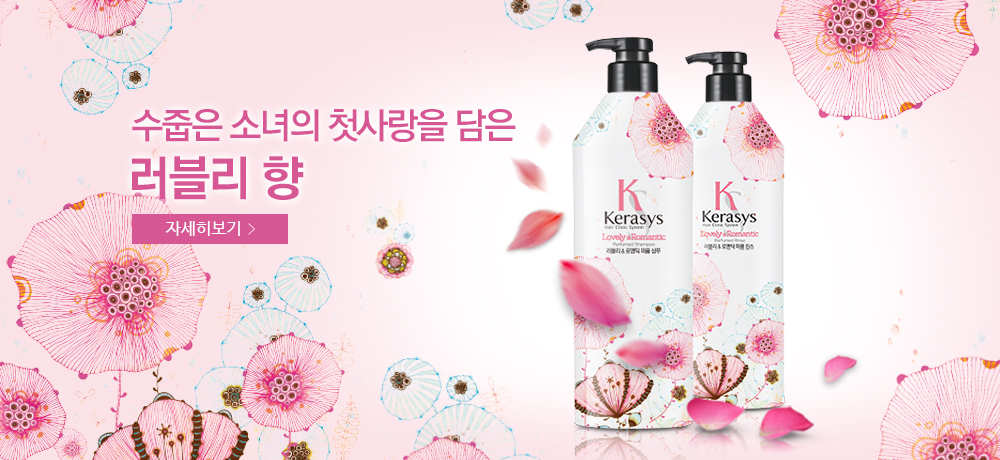 수줍은 소녀의 첫사랑을 담은
러블리 향
자세히보기 >
Kerasys
Hair Clinic System
Lovely & Romantic
Perfumed Shampoo
러블리 & 로맨틱 퍼퓸 샴푸
Kerasys
Hair Clinic System
Lovely & Romantic
Perfumed Rinse
러블리 & 로맨틱 퍼퓸 린스